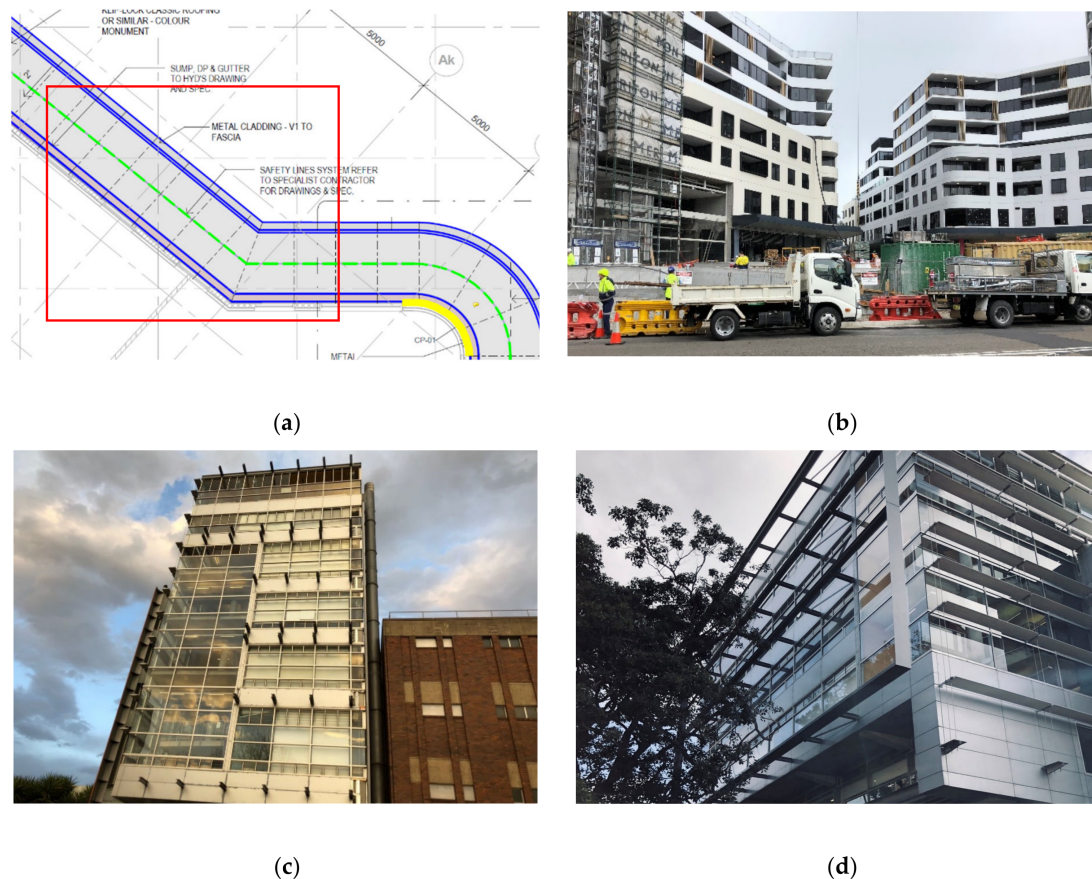 KLIP-LOCK CLASSIC ROOFING
OR SIMILAR - COLOUR
MONUMENT
5000
Ak
SUMP, DP & GUTTER
TO HYD'S DRAWING
AND SPEC.
METAL CLADDING - V1 TO
FASCIA
5000
SAFETY LINES SYSTEM REFER
TO SPECIALIST CONTRACTOR
FOR DRAWINGS & SPEC.
2
CP-01
METAL
(a)
(b)
(c)
(d)